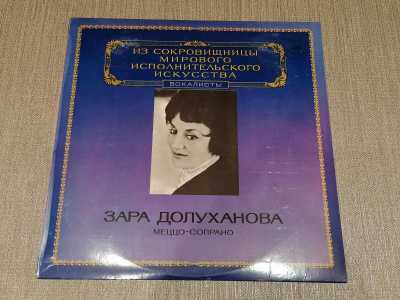 ИЗ СОКРОВИЩНИЦЫ
МИРОВОГО
ИСПОЛНИТЕЛЬСКОГО
ИСКУССТВА
ВОКАЛИСТЫ
ЗАРА ДОЛУХАНОВА
МЕЦЦО-СОПРАНО